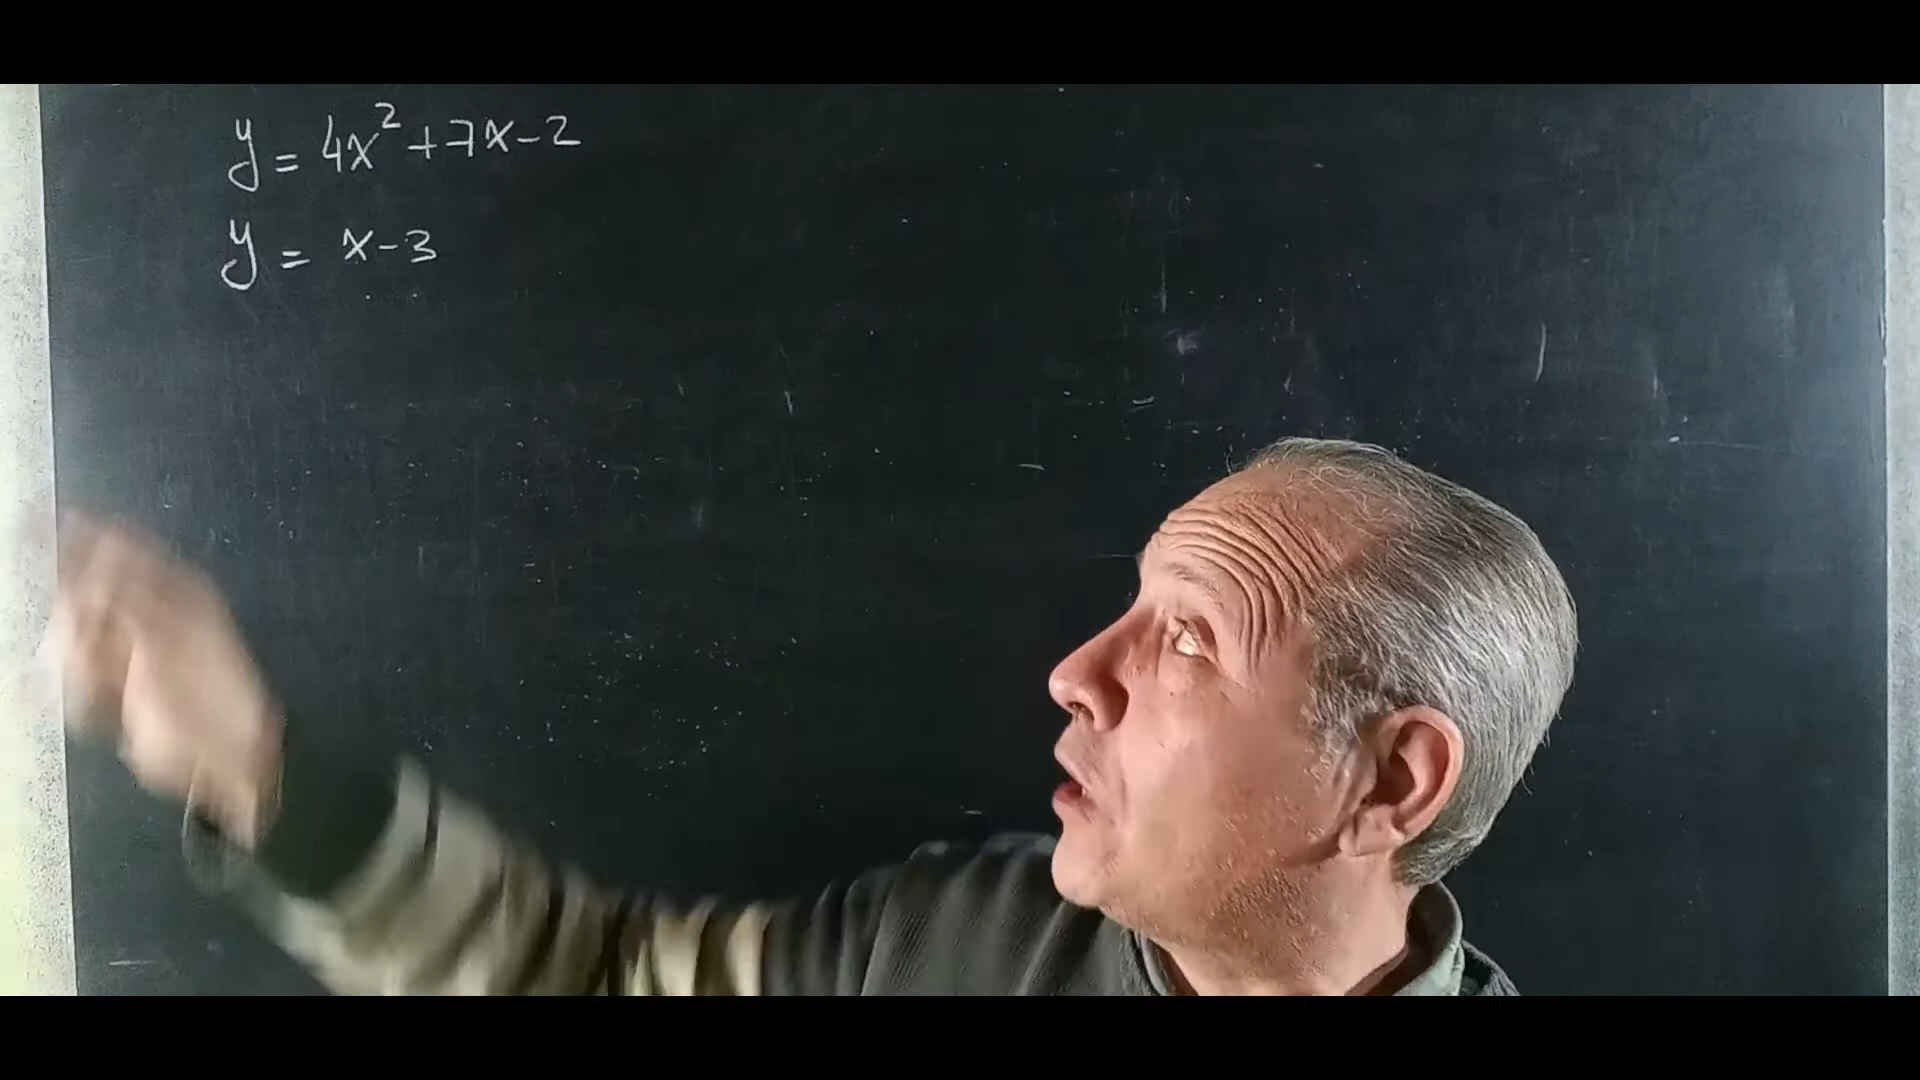 y = 4x²+7x-2
y = x-3